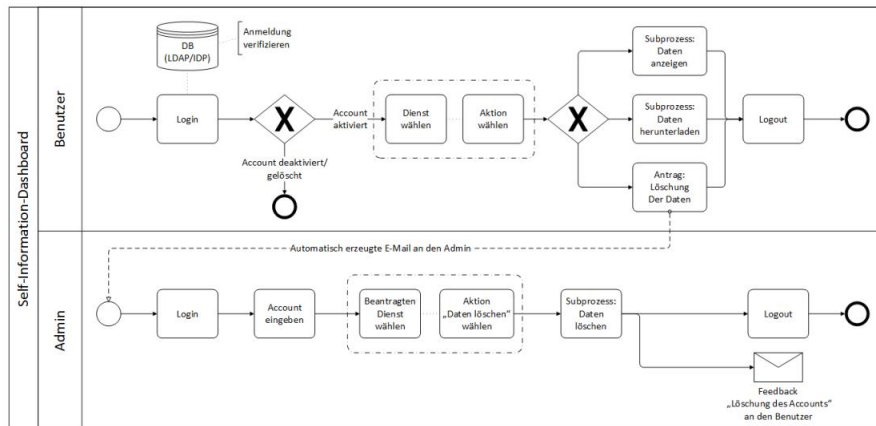 Self-Information-Dashboard
Benutzer
DB
(LDAP/IDP)
Anmeldung
verifizieren
Login
X
Account
aktiviert
Account deaktiviert/
gelöscht
Dienst
wählen
Aktion
wählen
X
Subprozess:
Daten
anzeigen
Subprozess:
Daten
herunterladen
Antrag:
Löschung
Der Daten
Logout
Automatisch erzeugte E-Mail an den Admin
Admin
Login
Account
eingeben
Beantragten
Dienst
wählen
Aktion
„Daten löschen“
wählen
Subprozess:
Daten
löschen
Logout
Feedback
„Löschung des Accounts“
an den Benutzer